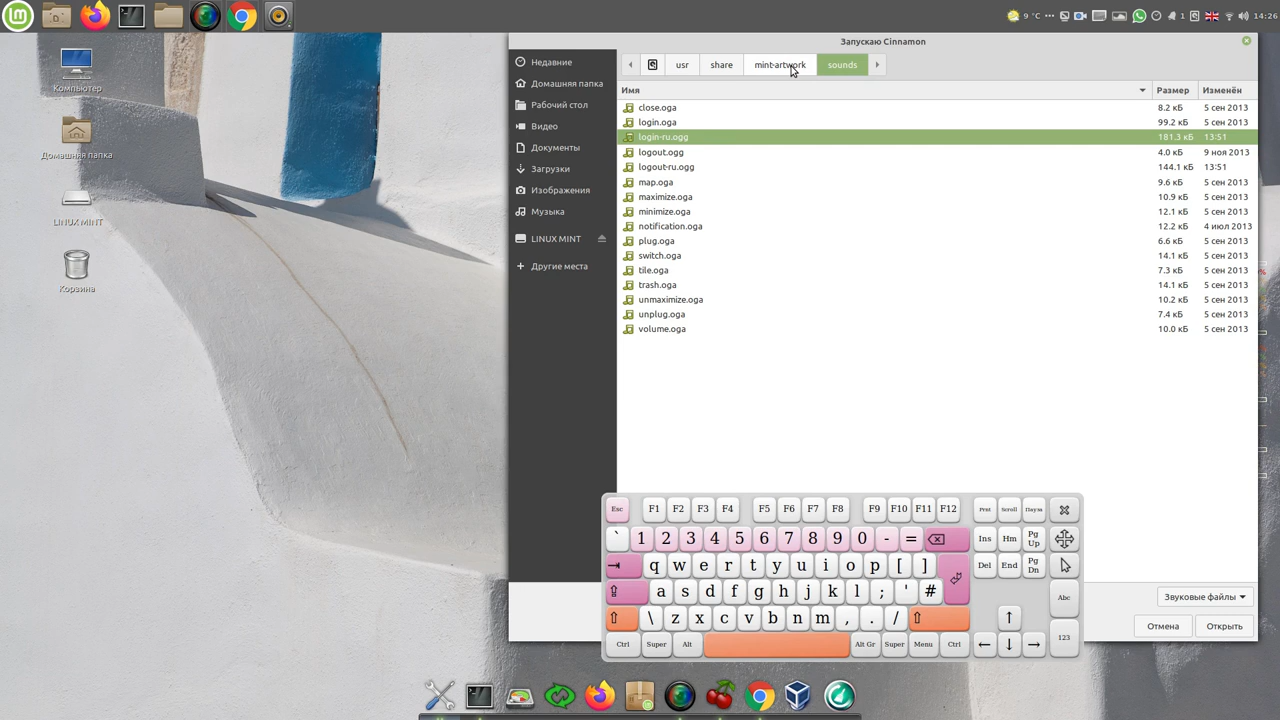 9 °C
1
14:26
Запускаю Cinnamon
Компьютер
Домашняя папка
LINUX MINT
Корзина
Недавние
Домашняя папка
Рабочий стол
Видео
Документы
Загрузки
Изображения
Музыка
LINUX MINT
Другие места
usr share mint-artwork sounds
Имя Размер Изменён
close.oga 8.2 кБ 5 сен 2013
login.oga 99.2 кБ 5 сен 2013
login-ru.ogg 181.3 кБ 13:51
logout.ogg 4.0 кБ 9 ноя 2013
logout-ru.ogg 144.1 кБ 13:51
map.oga 9.6 кБ 5 сен 2013
maximize.oga 10.9 кБ 5 сен 2013
minimize.oga 12.1 кБ 5 сен 2013
notification.oga 12.2 кБ 4 июл 2013
plug.oga 6.6 кБ 5 сен 2013
switch.oga 14.1 кБ 5 сен 2013
tile.oga 7.3 кБ 5 сен 2013
trash.oga 14.1 кБ 5 сен 2013
unmaximize.oga 10.2 кБ 5 сен 2013
unplug.oga 7.4 кБ 5 сен 2013
volume.oga 10.0 кБ 5 сен 2013
Звуковые файлы
Отмена Открыть
Esc F1 F2 F3 F4 F5 F6 F7 F8 F9 F10 F11 F12 Prnt Scroll Пауза
` 1 2 3 4 5 6 7 8 9 0 - = Ins Hm Pg Up
q w e r t y u i o p [ ] Del End Pg Dn
a s d f g h j k l ; ' # Abc
\ z x c v b n m , . / 123
Ctrl Super Alt Alt Gr Super Menu Ctrl